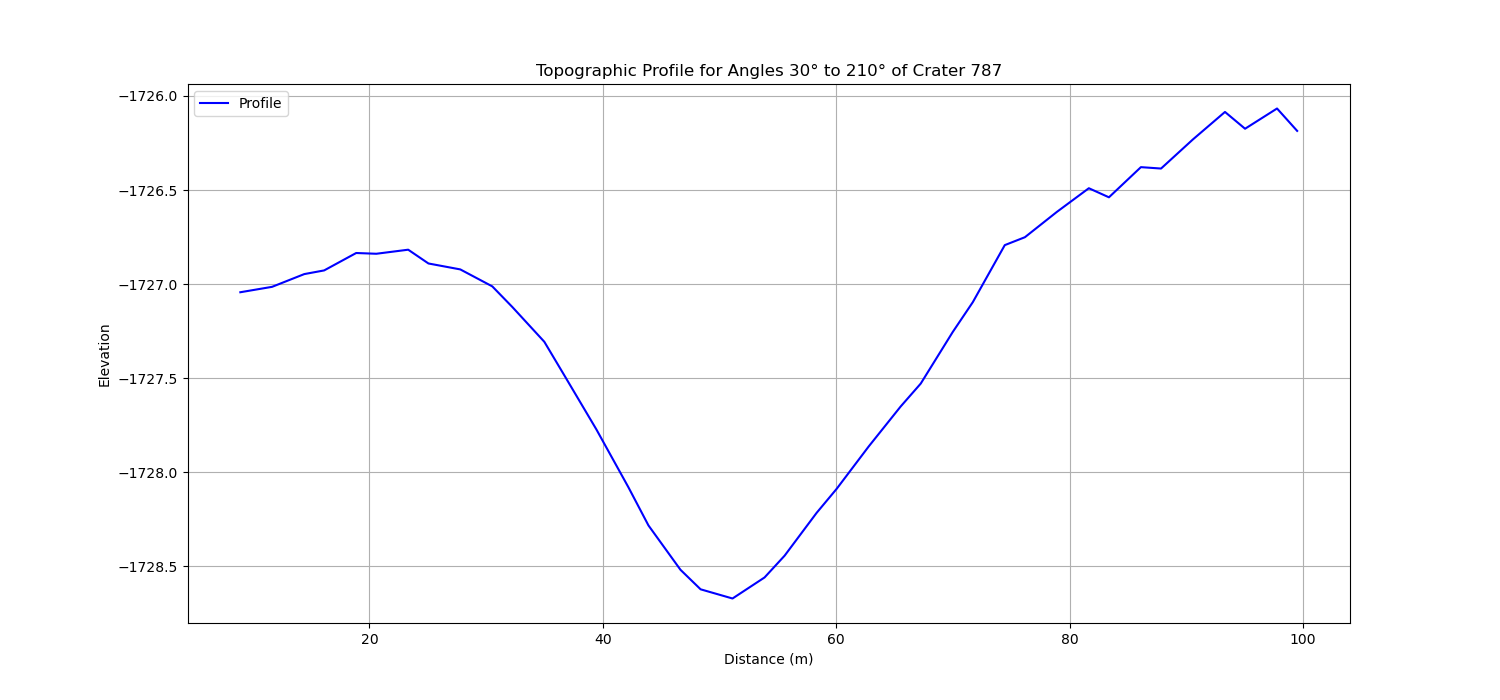 Topographic Profile for Angles 30° to 210° of Crater 787
Profile
−1726.0
−1726.5
−1727.0
−1727.5
−1728.0
−1728.5
Elevation
20 40 60 80 100
Distance (m)